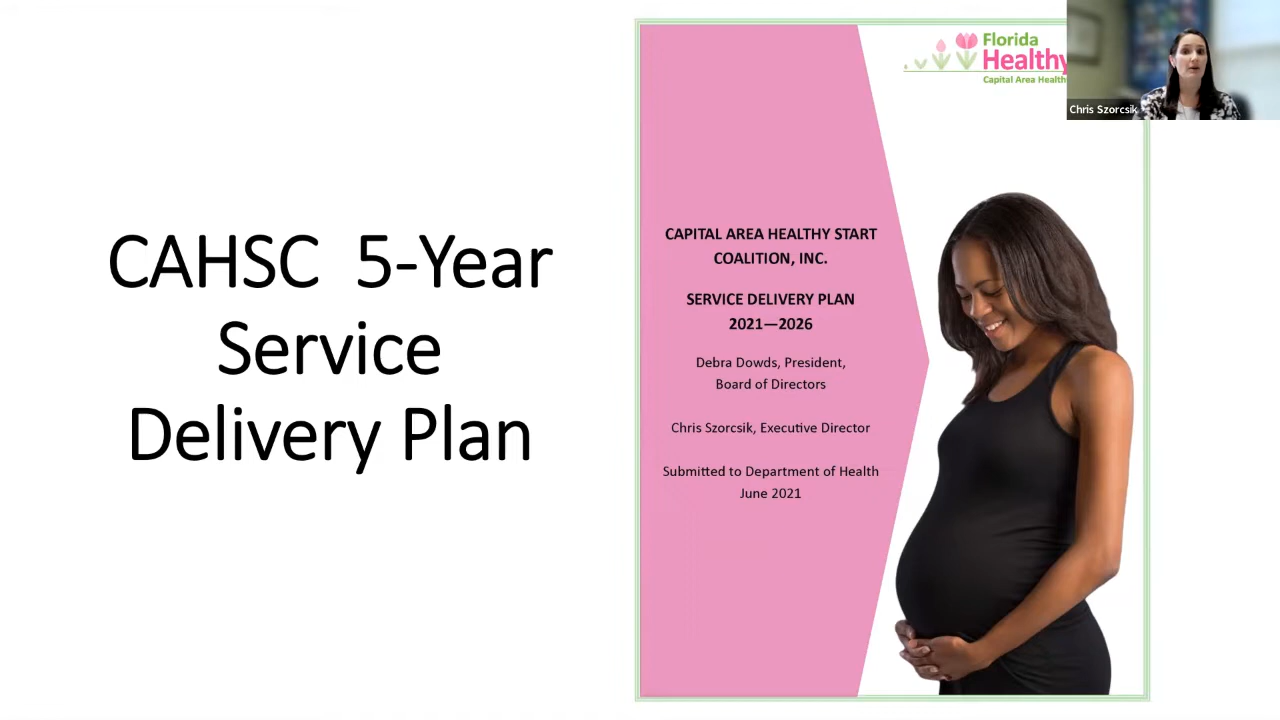 CAHSC 5-Year
Service
Delivery Plan
Florida
Healthy
Capital Area Health
CAPITAL AREA HEALTHY START
COALITION, INC.
SERVICE DELIVERY PLAN
2021—2026
Debra Dowds, President,
Board of Directors
Chris Szorcsik, Executive Director
Submitted to Department of Health
June 2021
Chris Szorcsik